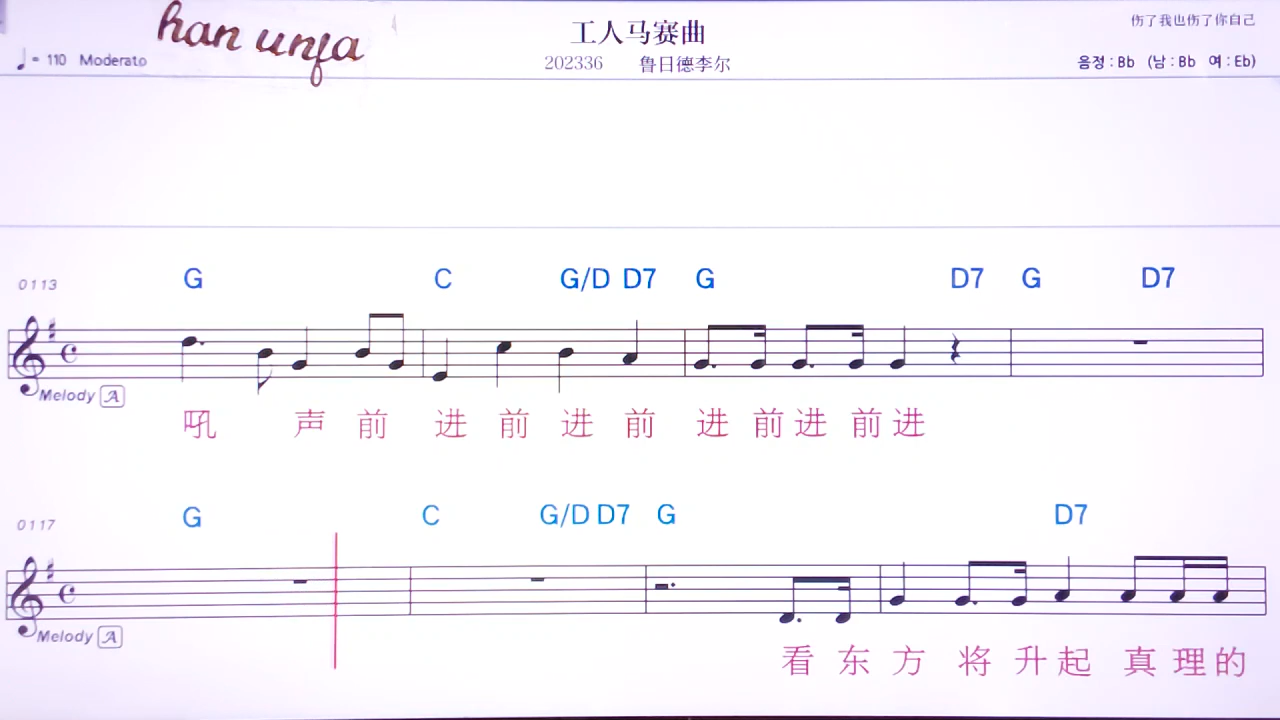 han unfa
工人马赛曲
伤了我也伤了你自己
♩= 110 Moderato
202336 鲁日德李尔
음정 : Bb (남 : Bb 여 : Eb)
0113 G C G/D D7 G D7 G D7
Melody A
吼 声 前 进 前 进 前 进 前 进 前 进
0117 G C G/D D7 G D7
Melody A
看 东 方 将 升 起 真 理 的